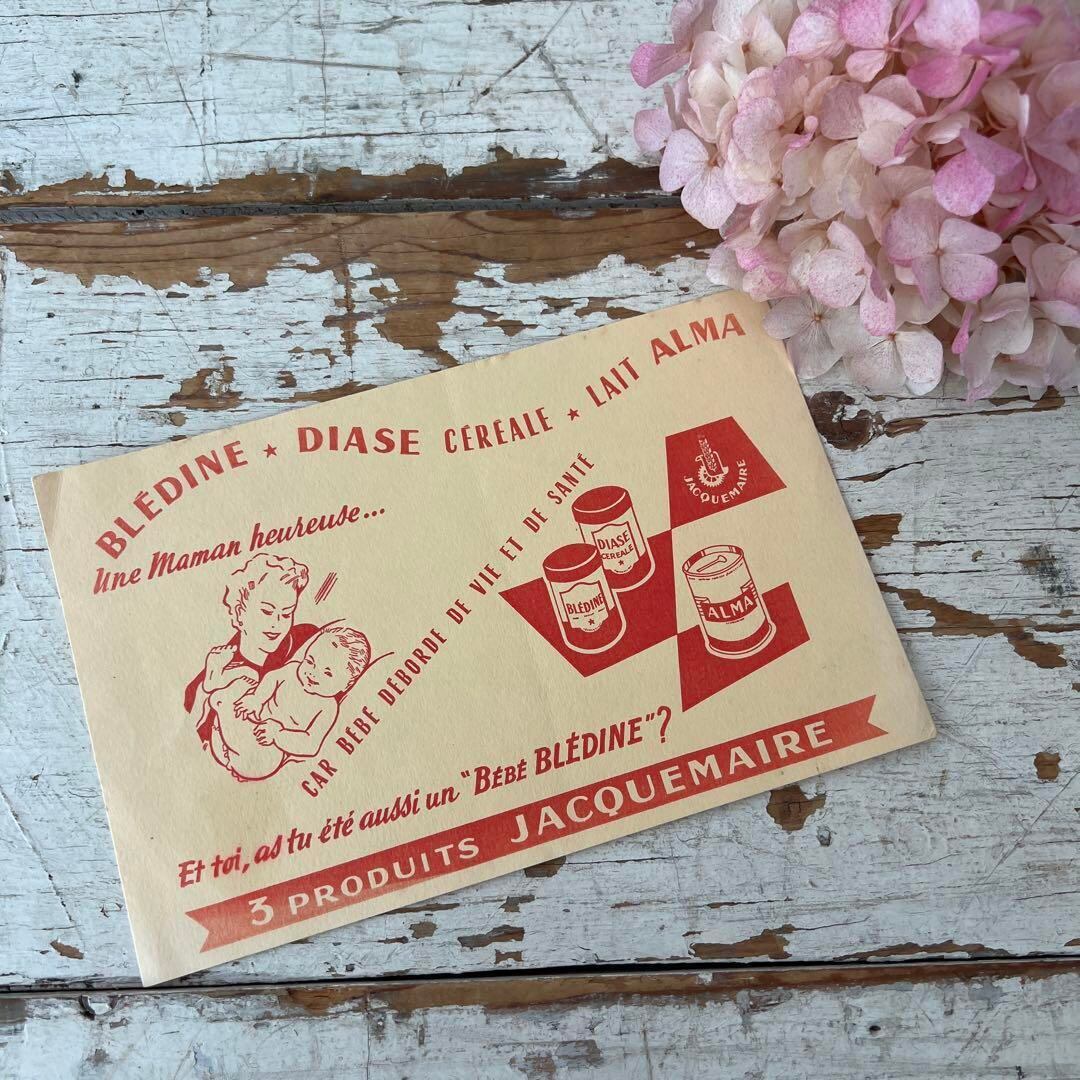 BLÉDINE ★ DIASE CÉRÉALE ★ LAIT ALMA
Une Maman heureuse...
CAR BÉBÉ DÉBORDE DE VIE ET DE SANTÉ
JACQUEMAIRE
DIASE
CEREALE
BLÉDINE
ALMA
Et toi, as tu été aussi un "BÉBÉ BLÉDINE"?
3 PRODUITS JACQUEMAIRE